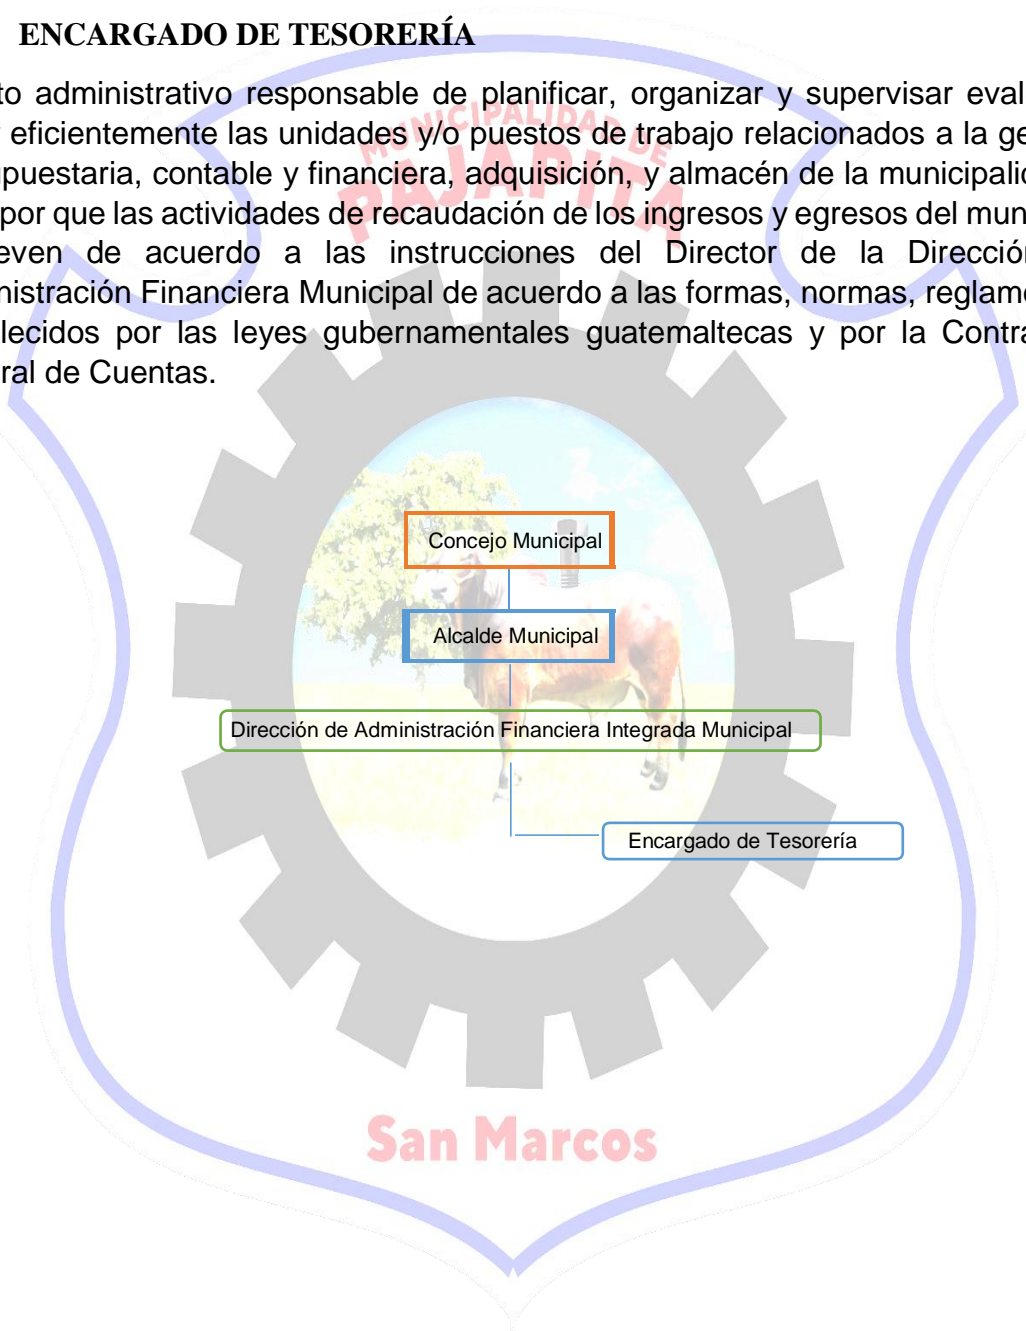 ENCARGADO DE TESORERÍA
to administrativo responsable de planificar, organizar y supervisar eval
eficientemente las unidades y/o puestos de trabajo relacionados a la ge
upuestaria, contable y financiera, adquisición, y almacén de la municipalid
por que las actividades de recaudación de los ingresos y egresos del mun
even de acuerdo a las instrucciones del Director de la Dirección
nistración Financiera Municipal de acuerdo a las formas, normas, reglame
lecidos por las leyes gubernamentales guatemaltecas y por la Contra
ral de Cuentas.
MUNICIPALIDAD DE
PAJAPITA
Concejo Municipal
Alcalde Municipal
Dirección de Administración Financiera Integrada Municipal
Encargado de Tesorería
San Marcos